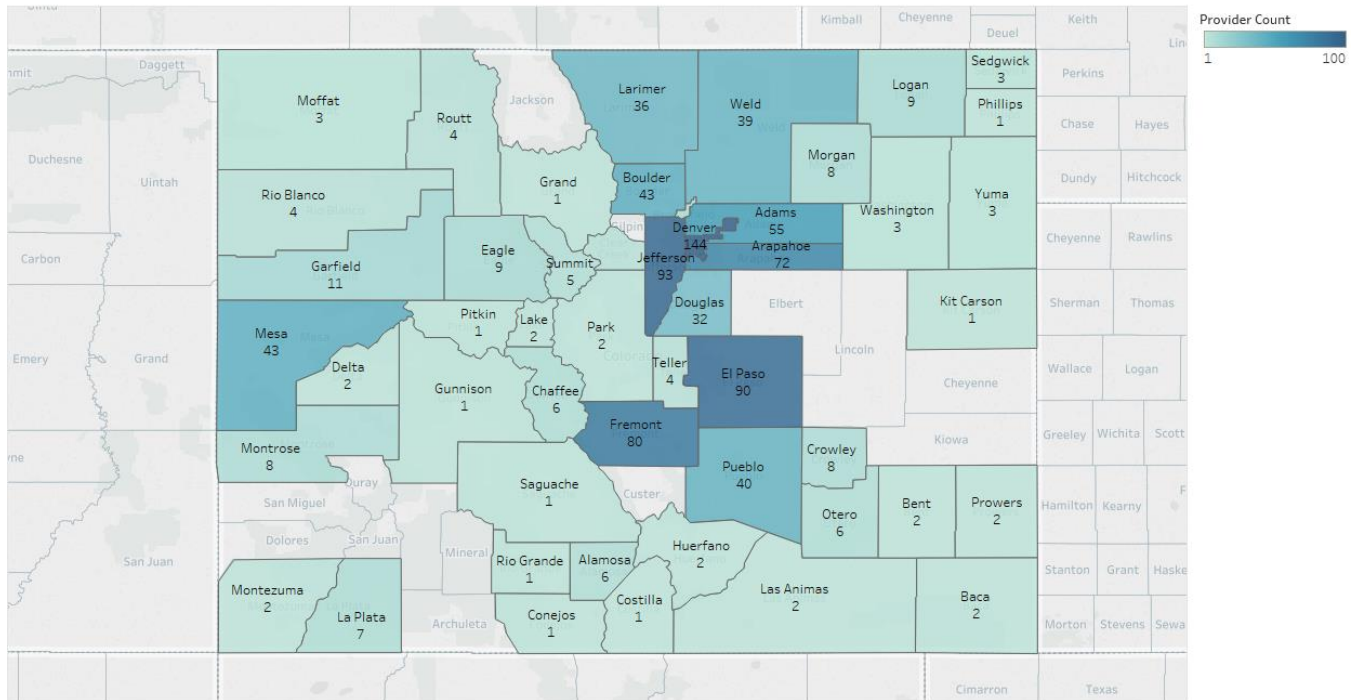 Provider Count
1 100
Kimball
Cheyenne
Keith
Deuel
Daggett
Perkins
Moffat
3
Routt
4
Jackson
Larimer
36
Weld
39
Logan
9
Sedgwick
3
Phillips
1
Chase
Hayes
Duchesne
Uintah
Rio Blanco
4
Grand
1
Boulder
43
Morgan
8
Washington
3
Yuma
3
Dundy
Hitchcock
Carbon
Garfield
11
Eagle
9
Summit
5
Gilpin
Denver
144
Adams
55
Arapahoe
72
Jefferson
93
Cheyenne
Rawlins
Mesa
43
Pitkin
1
Lake
2
Park
2
Douglas
32
Elbert
Kit Carson
1
Sherman
Thomas
Emery
Grand
Delta
2
Gunnison
1
Chaffee
6
Teller
4
El Paso
90
Lincoln
Cheyenne
Wallace
Logan
Montrose
8
Fremont
80
Pueblo
40
Crowley
8
Kiowa
Greeley
Wichita
Scott
Ouray
San Miguel
Saguache
1
Custer
Otero
6
Bent
2
Prowers
2
Hamilton
Kearny
Dolores
San Juan
Mineral
San Juan
Rio Grande
1
Alamosa
6
Huerfano
2
Las Animas
2
Baca
2
Stanton
Grant
Montezuma
2
La Plata
7
Archuleta
Conejos
1
Costilla
1
Morton
Stevens
Cimarron
Texas